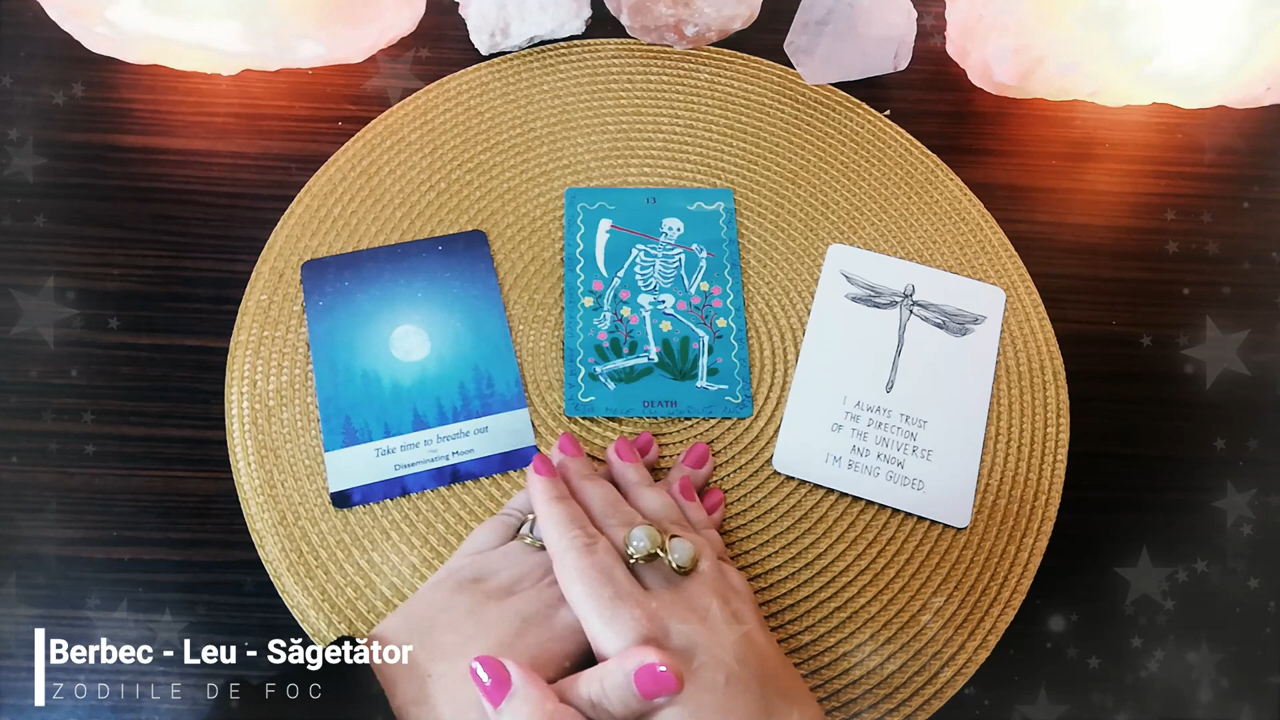 Take time to breathe out
Disseminating Moon
13
DEATH
I ALWAYS TRUST
THE DIRECTION
OF THE UNIVERSE
AND KNOW
I'M BEING GUIDED.
Berbec - Leu - Săgetător
ZODIILE DE FOC